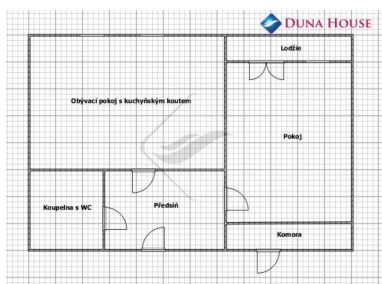 DUNA HOUSE
Lodžie
Obývací pokoj s kuchyňským koutem
Pokoj
Koupelna s WC
Předsíň
Komora